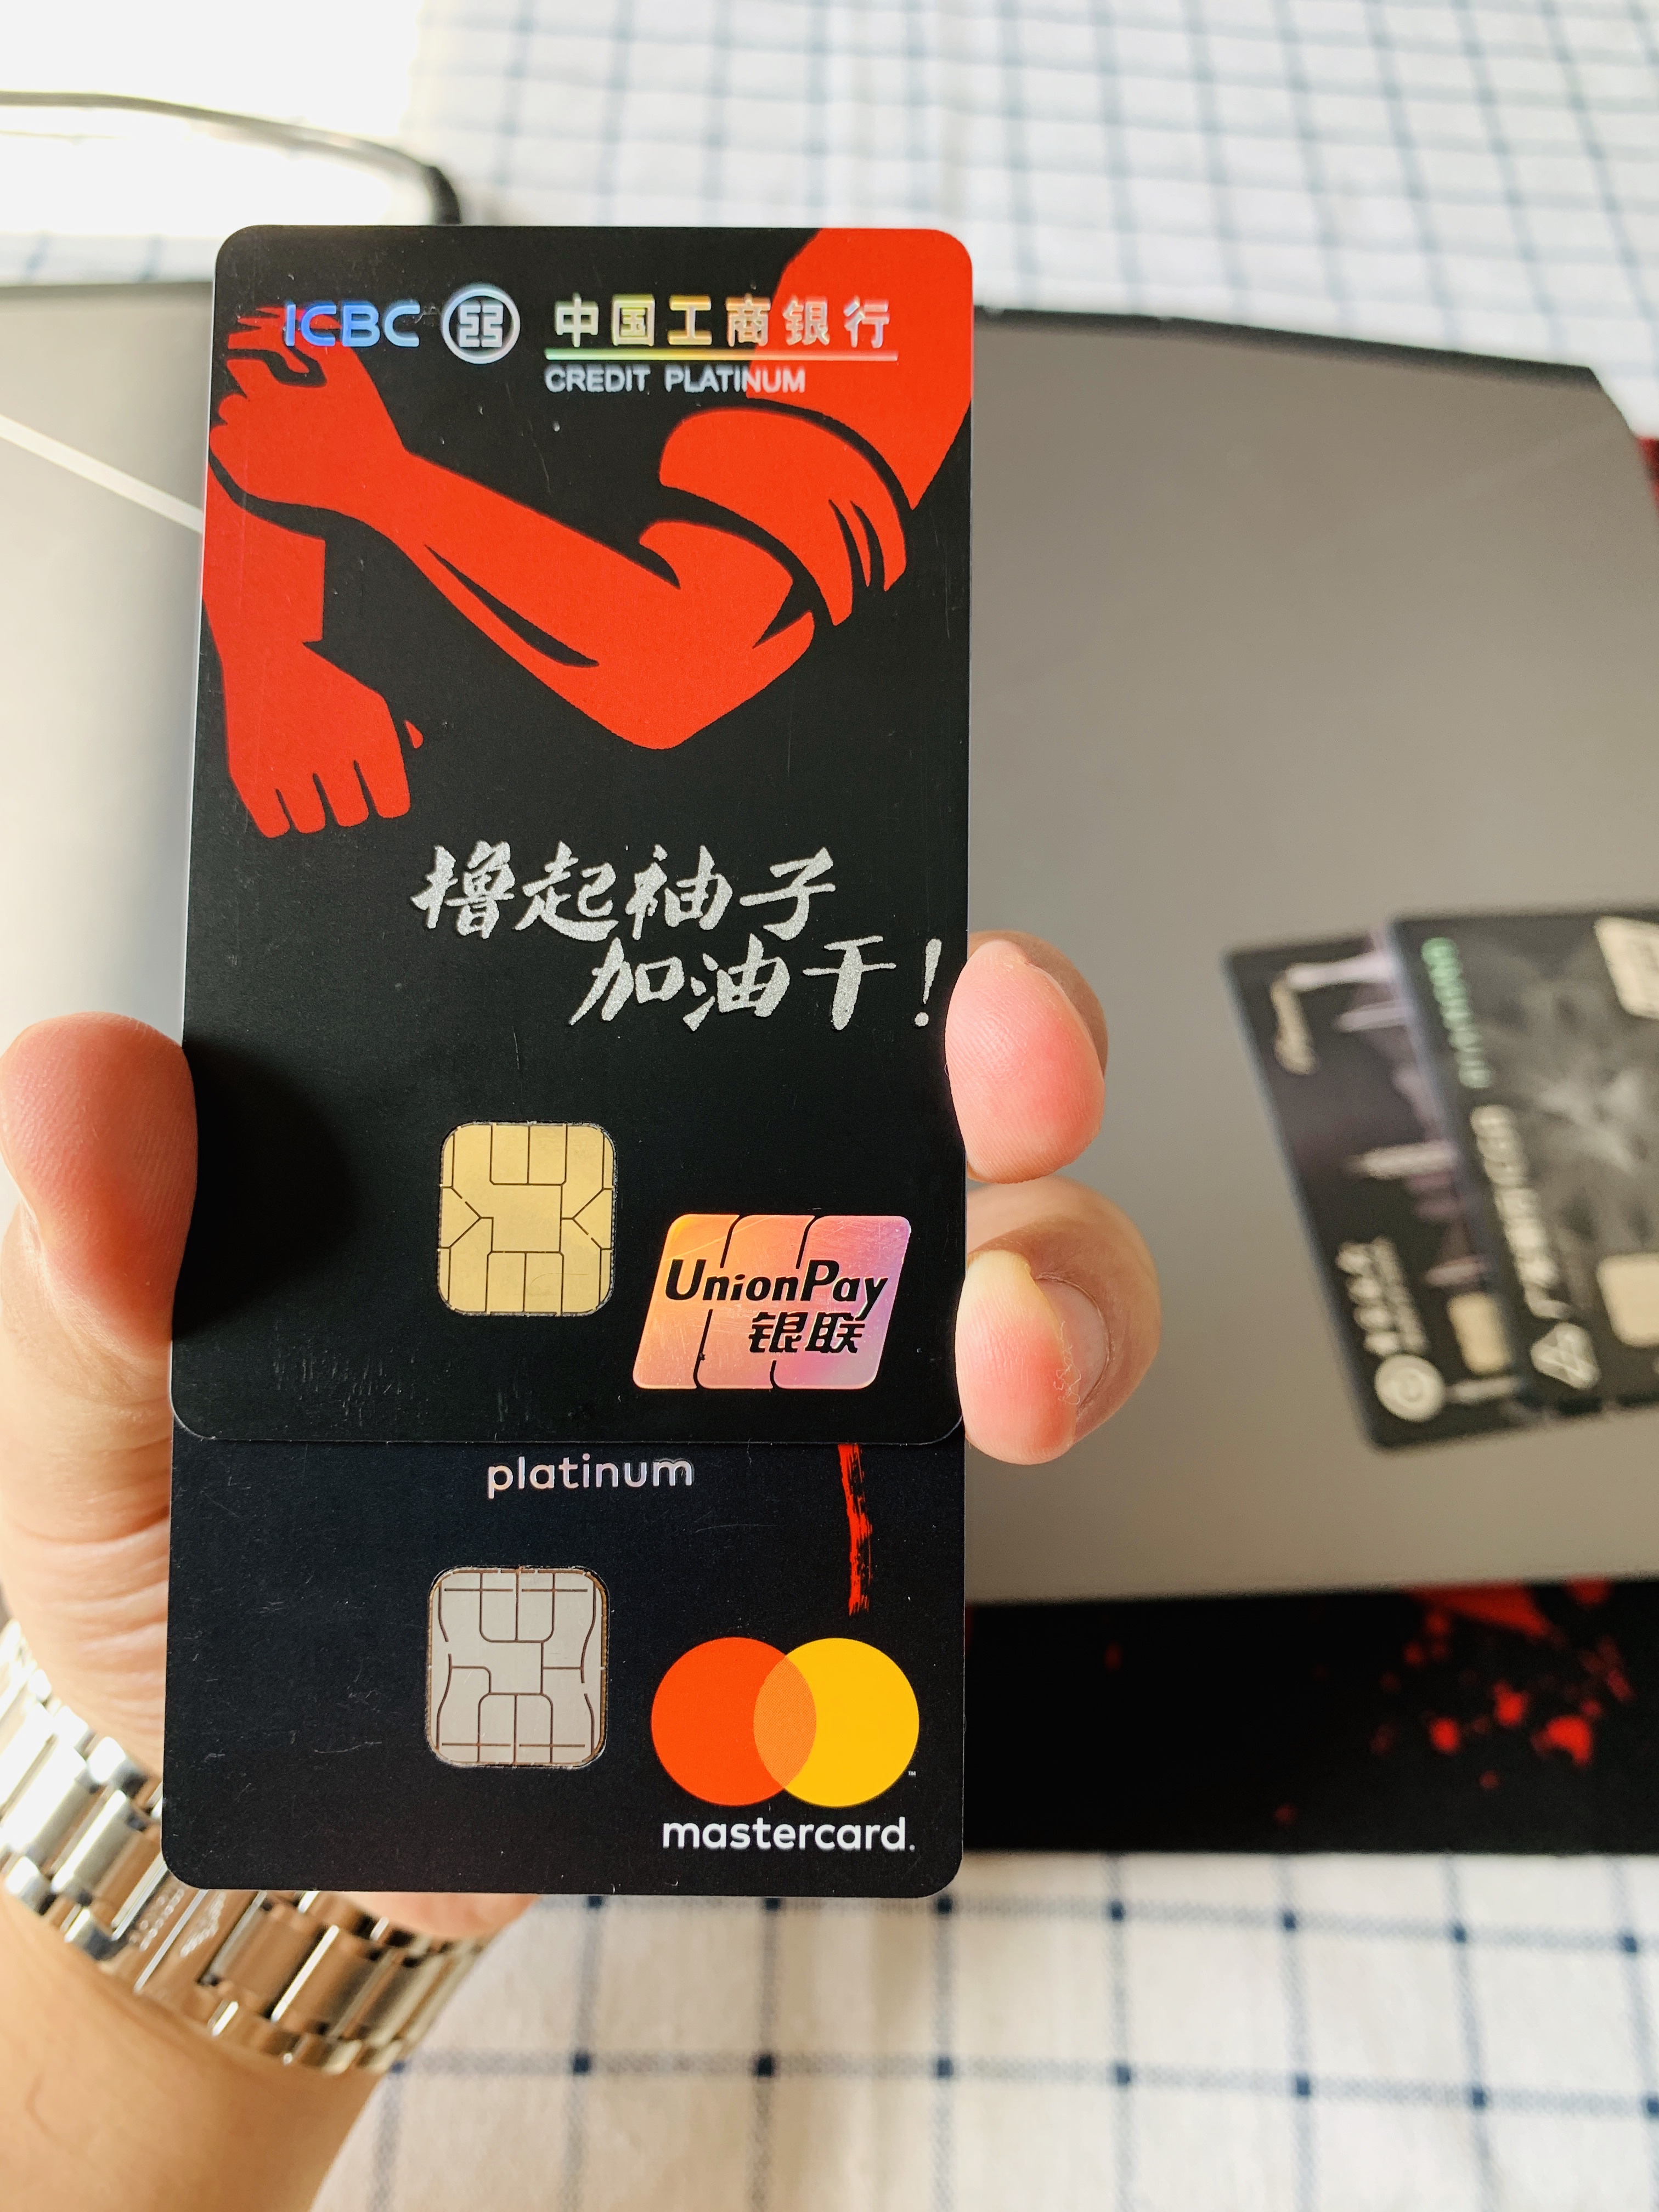 ICBC 中国工商银行
CREDIT PLATINUM
撸起袖子
加油干!
UnionPay
银联
platinum
mastercard.